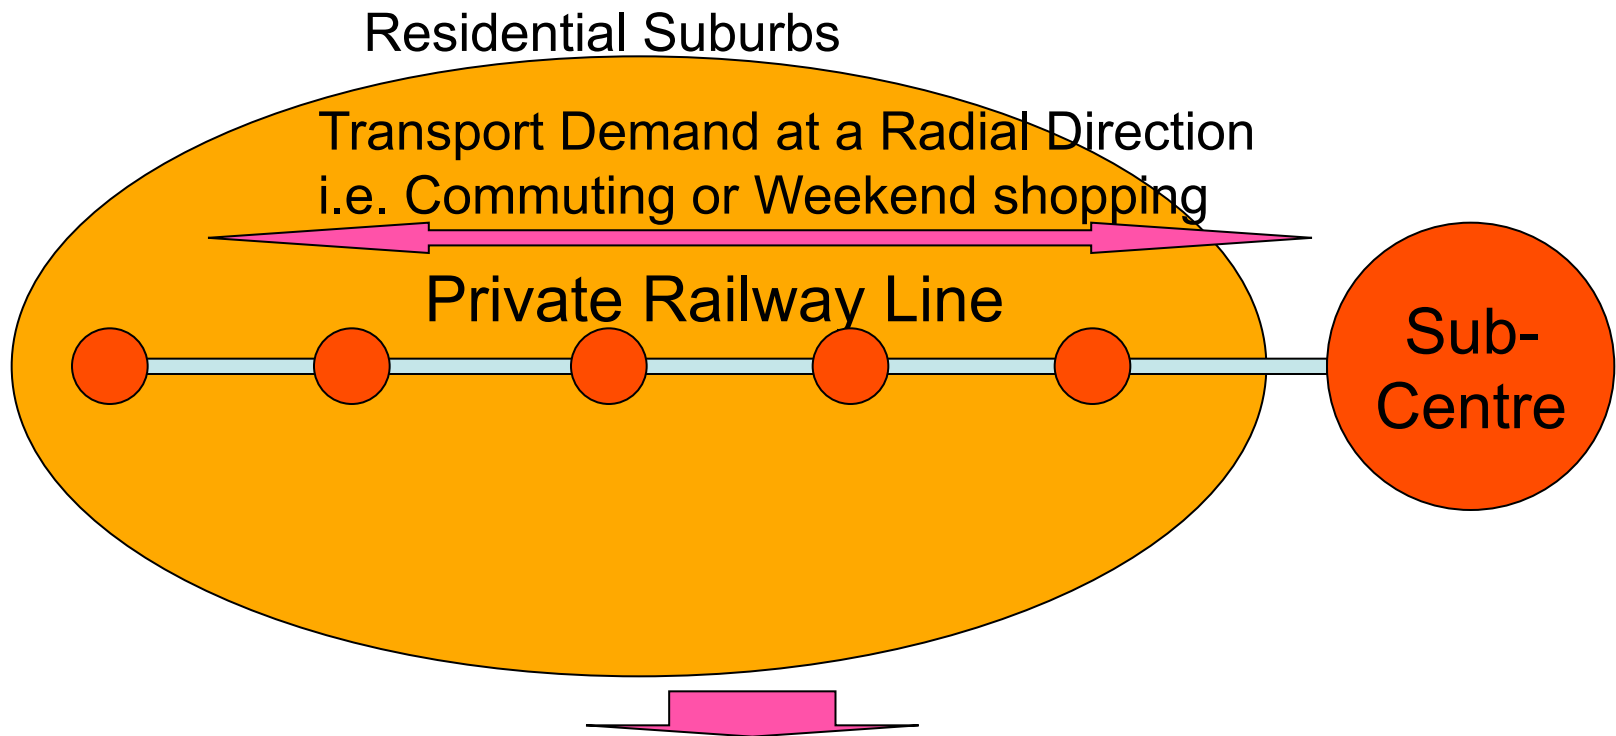 Residential Suburbs
Transport Demand at a Radial Direction
i.e. Commuting or Weekend shopping
Private Railway Line
Sub-
Centre